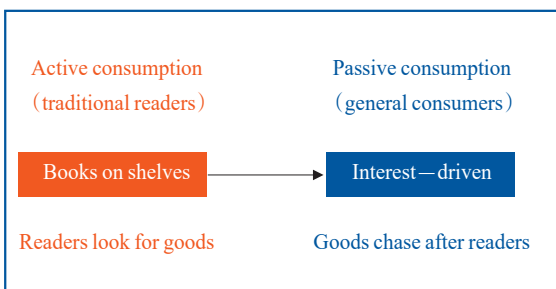 Active consumption
（traditional readers）
Books on shelves
Readers look for goods
Passive consumption
（general consumers）
Interest—driven
Goods chase after readers